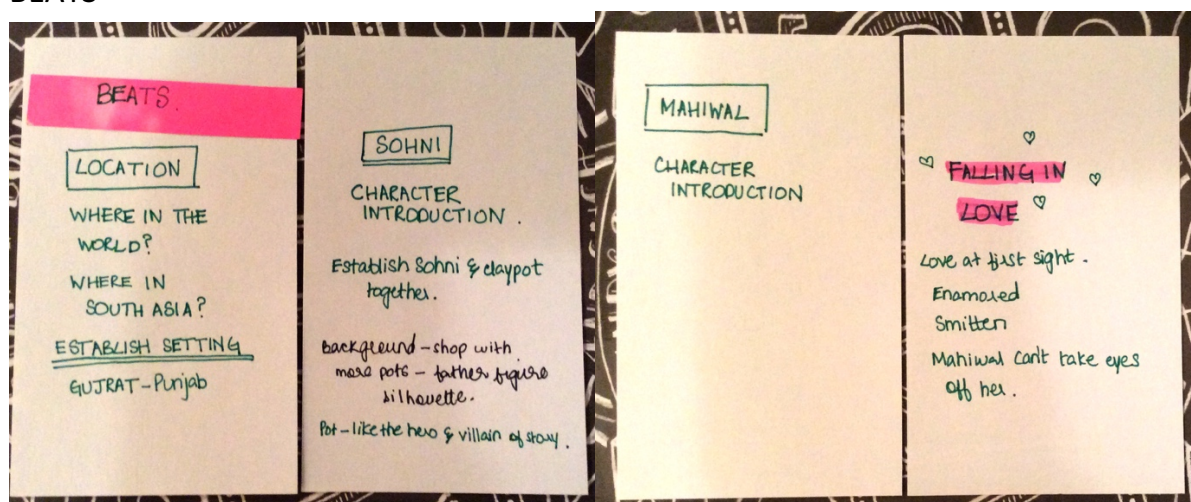 BEATS
BEATS.
LOCATION
WHERE IN THE
WORLD?
WHERE IN
SOUTH ASIA?
ESTABLISH SETTING
GUJRAT - Punjab
SOHNI
CHARACTER
INTRODUCTION.
Establish Sohni & claypot
together.
Background - shop with
more pots - father figure
silhouette.
Pot - like the hero & villain of story.
MAHIWAL
CHARACTER
INTRODUCTION
FALLING IN
LOVE
Love at first sight.
Enamored
Smitten
Mahiwal can't take eyes
off her.